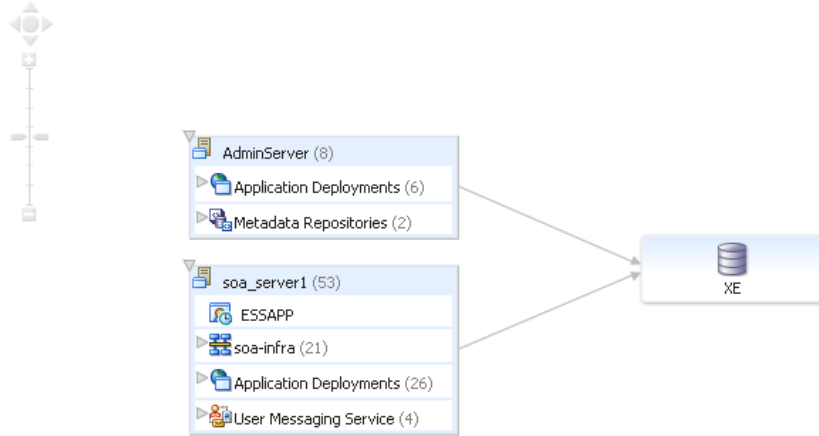 AdminServer (8)
Application Deployments (6)
Metadata Repositories (2)
soa_server1 (53)
ESSAPP
soa-infra (21)
Application Deployments (26)
User Messaging Service (4)
XE